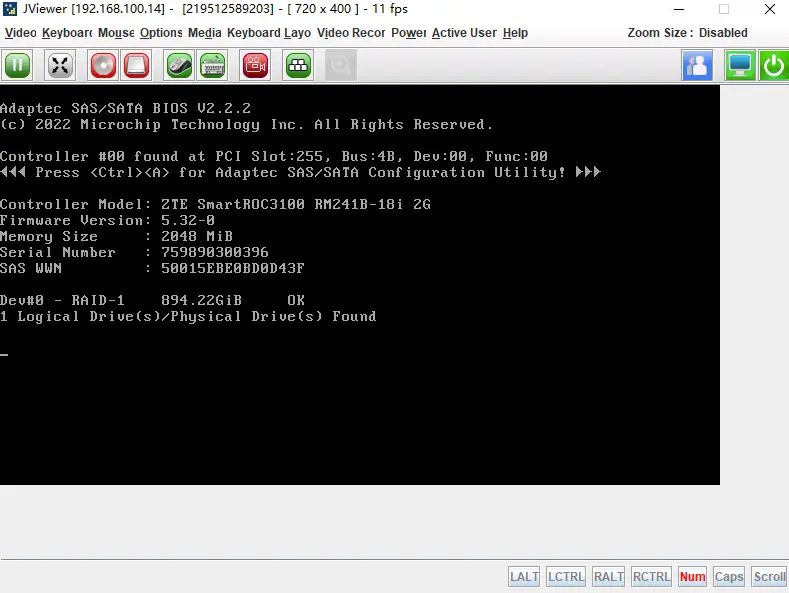 JViewer [192.168.100.14] - [219512589203] - [ 720 x 400 ] - 11 fps
Video Keyboard Mouse Options Media Keyboard Layo Video Recor Power Active User Help Zoom Size : Disabled
Adaptec SAS/SATA BIOS V2.2.2
(c) 2022 Microchip Technology Inc. All Rights Reserved.
Controller #00 found at PCI Slot:255, Bus:4B, Dev:00, Func:00
◄◄◄ Press <Ctrl><A> for Adaptec SAS/SATA Configuration Utility! ►►►
Controller Model: ZTE SmartROC3100 RM241B-18i 2G
Firmware Version: 5.32-0
Memory Size : 2048 MiB
Serial Number : 759890300396
SAS WWN : 50015EBE0BD0D43F
Dev#0 - RAID-1 894.22GiB OK
1 Logical Drive(s)/Physical Drive(s) Found
LALT LCTRL RALT RCTRL Num Caps Scroll